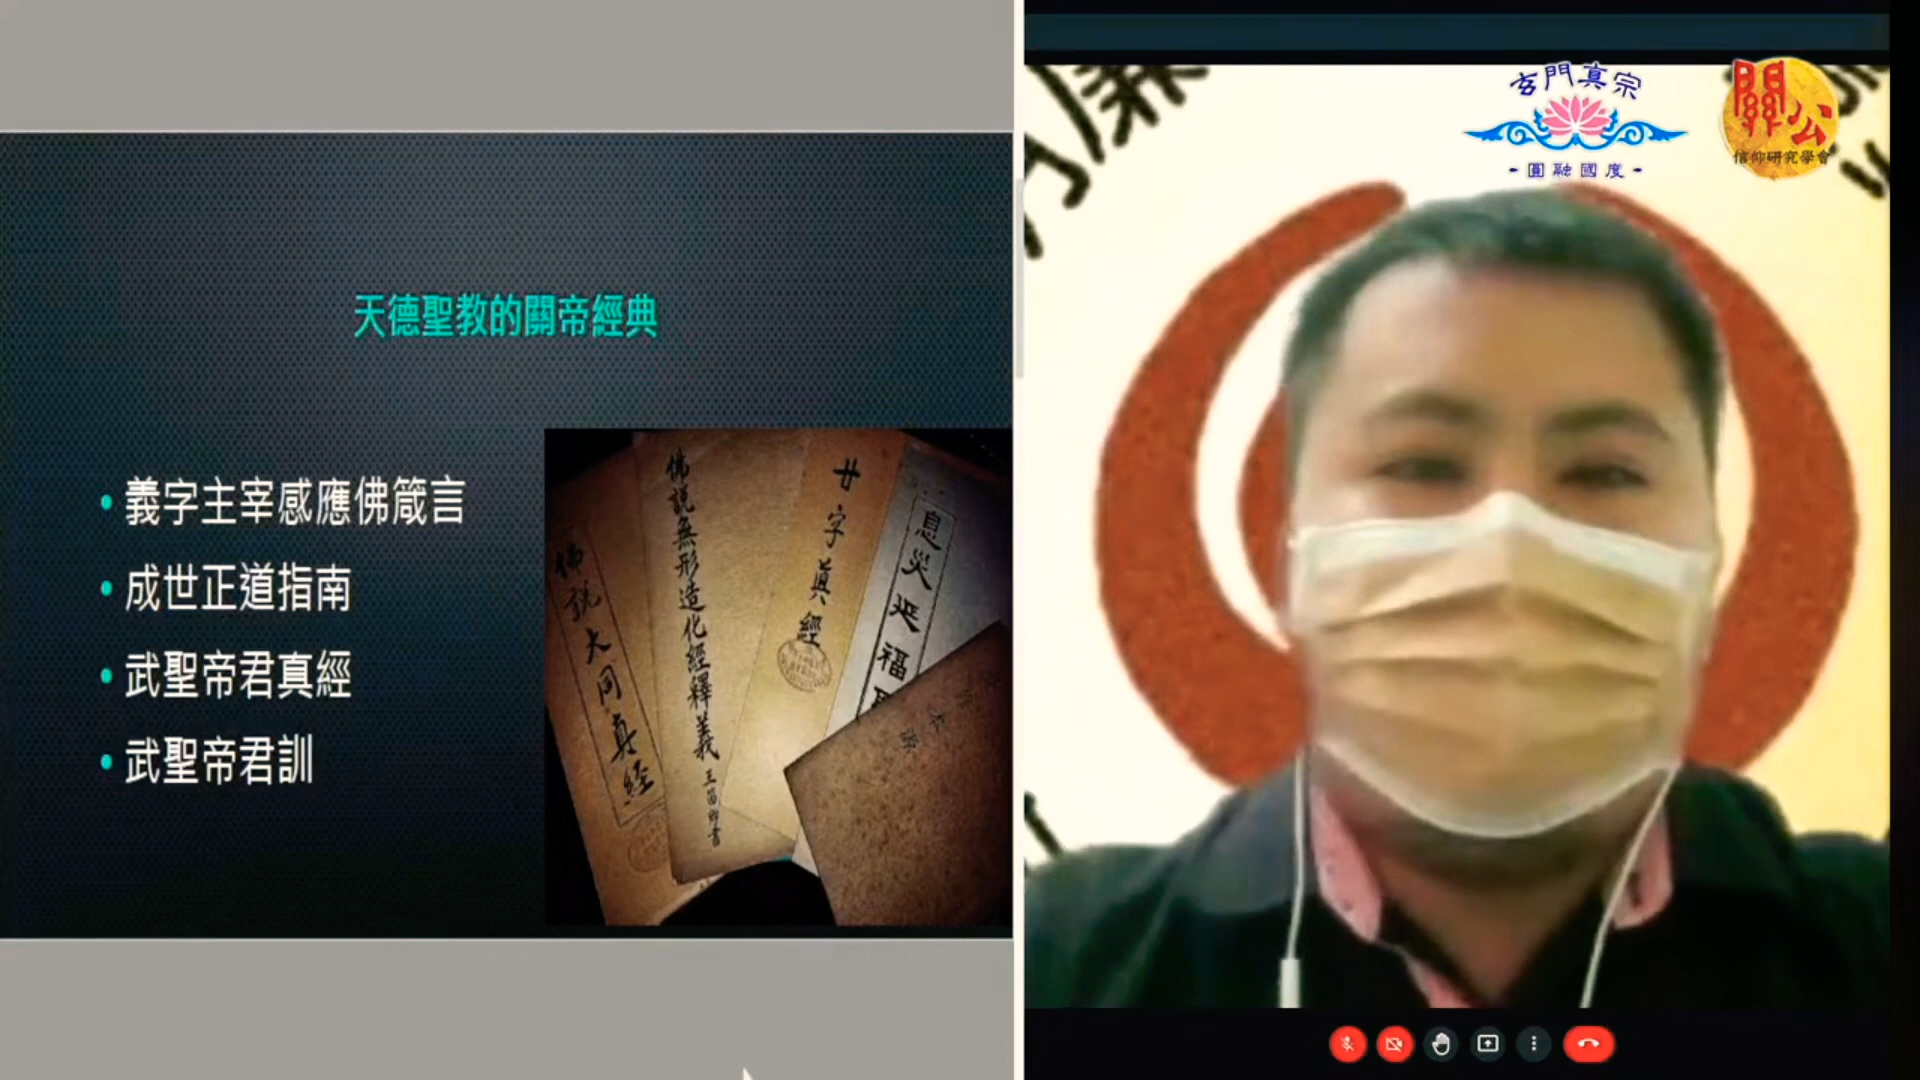 天德聖教的關帝經典
義字主宰感應佛箴言
成世正道指南
武聖帝君真經
武聖帝君訓
佛說大同真經
佛説無形造化經釋義
廿字真經
息災延福
玄門真宗
圓融國度
關公
信仰研究學會
廉